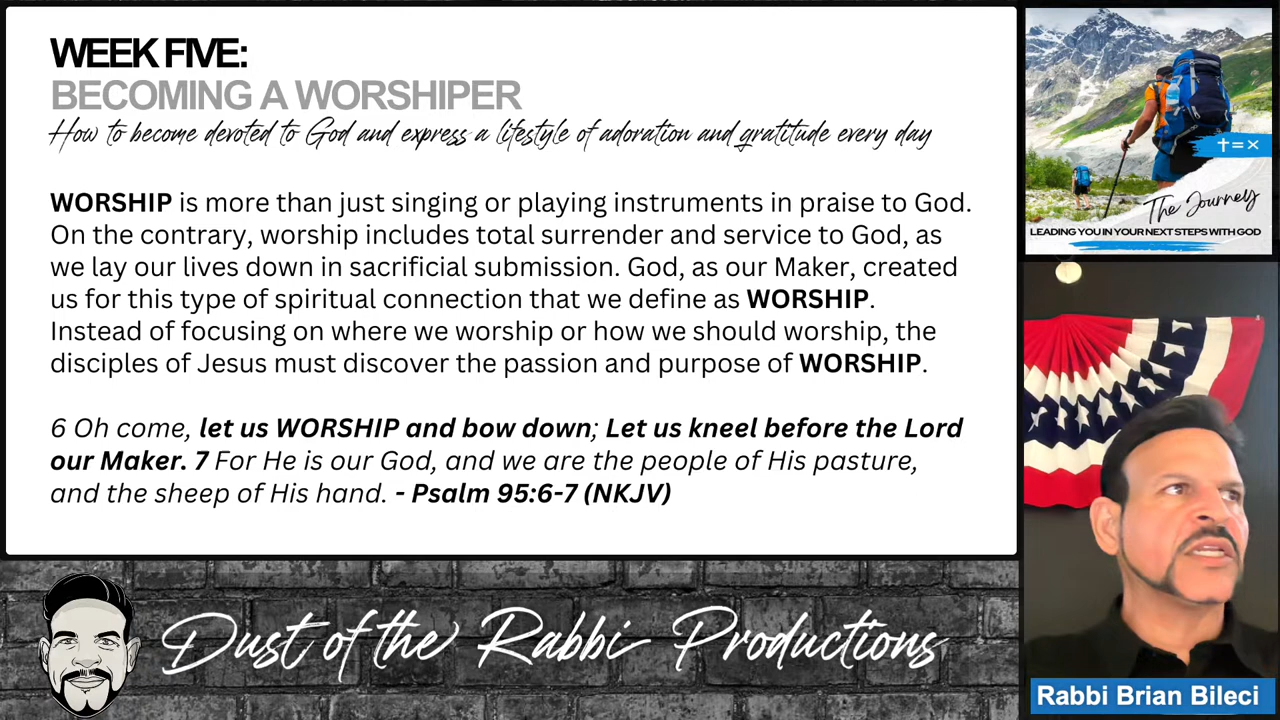 WEEK FIVE:
BECOMING A WORSHIPER
How to become devoted to God and express a lifestyle of adoration and gratitude every day
WORSHIP is more than just singing or playing instruments in praise to God.
On the contrary, worship includes total surrender and service to God, as
we lay our lives down in sacrificial submission. God, as our Maker, created
us for this type of spiritual connection that we define as WORSHIP.
Instead of focusing on where we worship or how we should worship, the
disciples of Jesus must discover the passion and purpose of WORSHIP.
6 Oh come, let us WORSHIP and bow down; Let us kneel before the Lord
our Maker. 7 For He is our God, and we are the people of His pasture,
and the sheep of His hand. - Psalm 95:6-7 (NKJV)
†=×
The Journey
LEADING YOU IN YOUR NEXT STEPS WITH GOD
Dust of the Rabbi Productions
Rabbi Brian Bileci